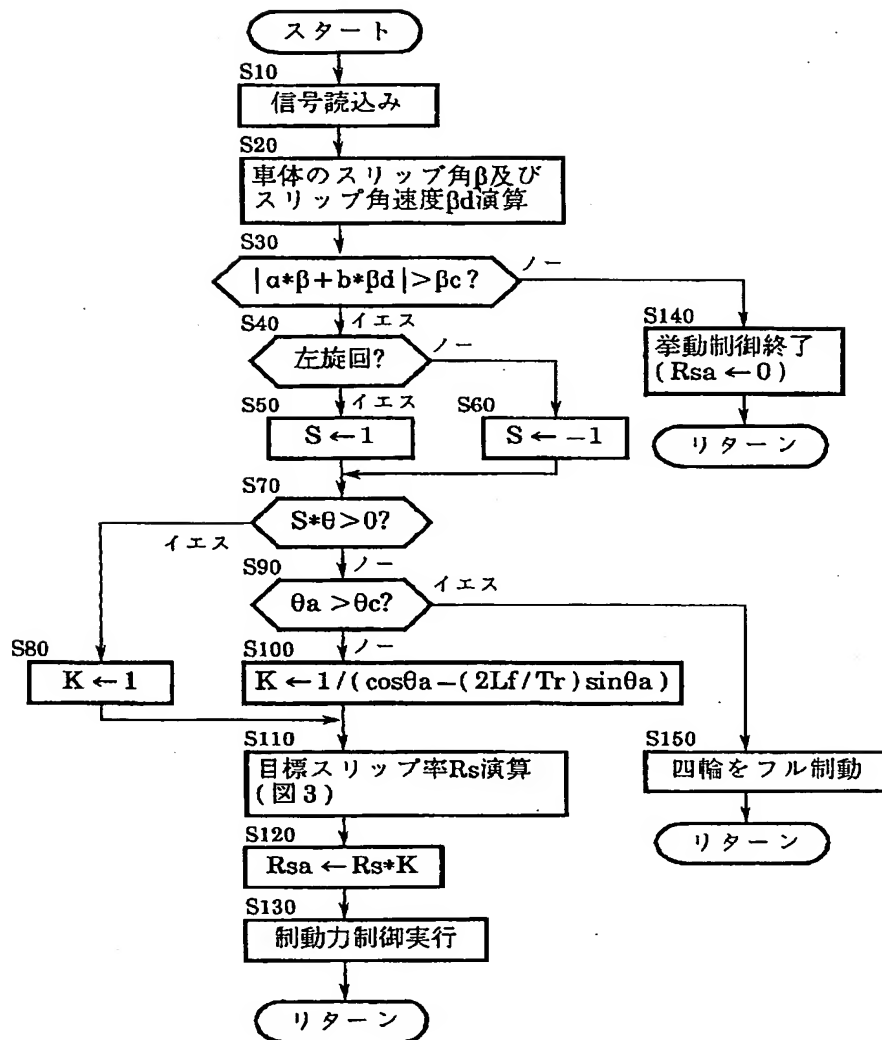 スタート
S10
信号読込み
S20
車体のスリップ角β及び
スリップ角速度βd演算
S30
|a*β+b*βd|>βc?
ノー
イエス
S40
左旋回?
ノー
イエス
S140
挙動制御終了
(Rsa←0)
リターン
S50
S←1
S60
S←-1
S70
S*θ>0?
イエス
ノー
S90
θa>θc?
イエス
ノー
S80
K←1
S100
K←1/(cosθa-(2Lf/Tr)sinθa)
S110
目標スリップ率Rs演算
(図3)
S150
四輪をフル制動
リターン
S120
Rsa←Rs*K
S130
制動力制御実行
リターン